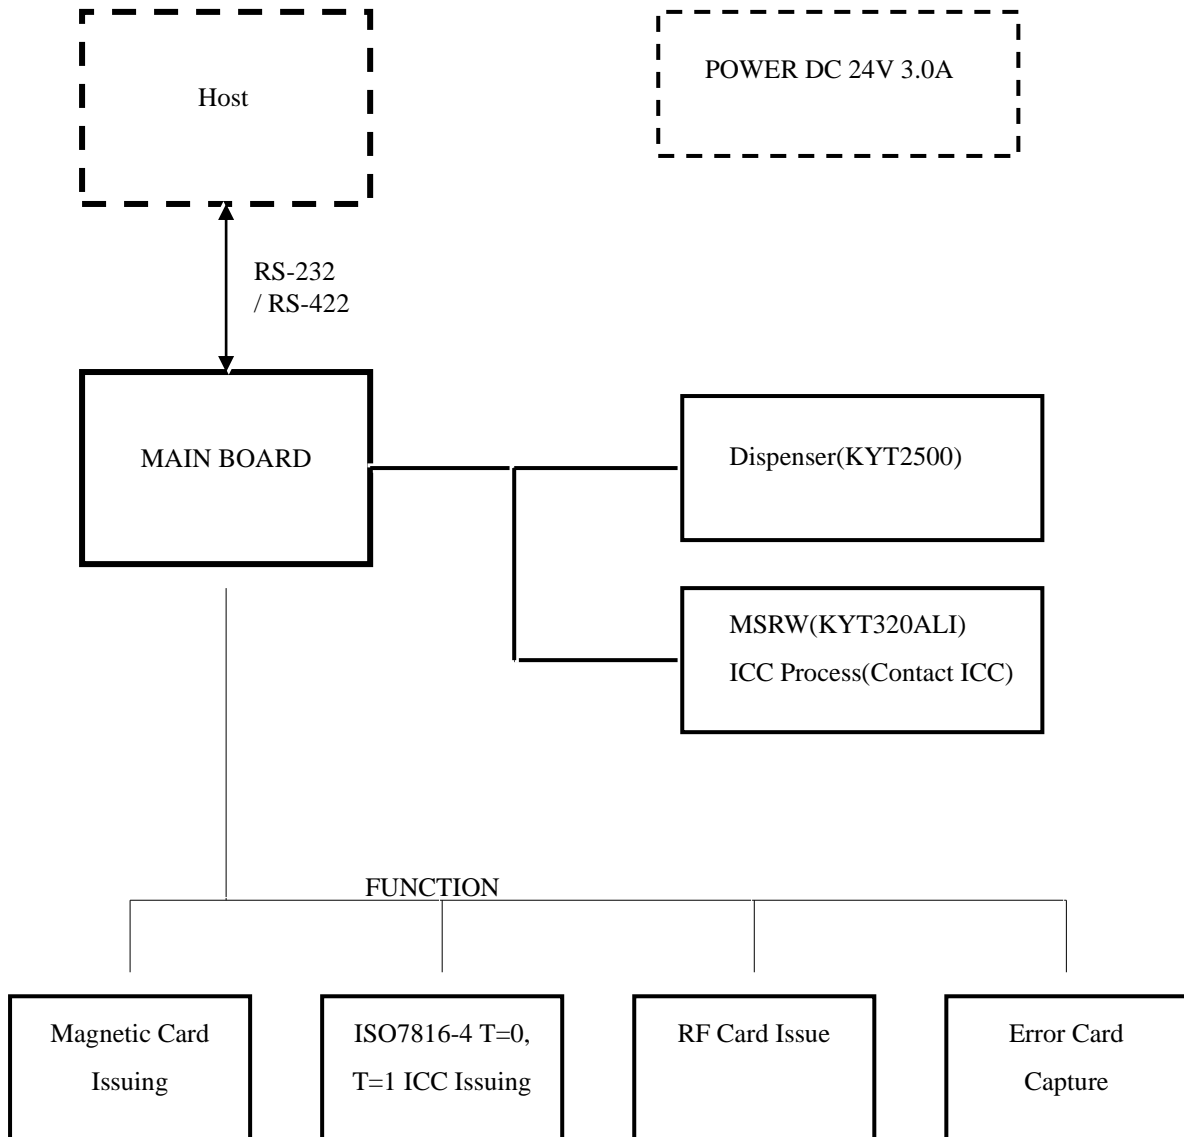 Host
POWER DC 24V 3.0A
RS-232
/ RS-422
MAIN BOARD
Dispenser(KYT2500)
MSRW(KYT320ALI)
ICC Process(Contact ICC)
FUNCTION
Magnetic Card
Issuing
ISO7816-4 T=0,
T=1 ICC Issuing
RF Card Issue
Error Card
Capture